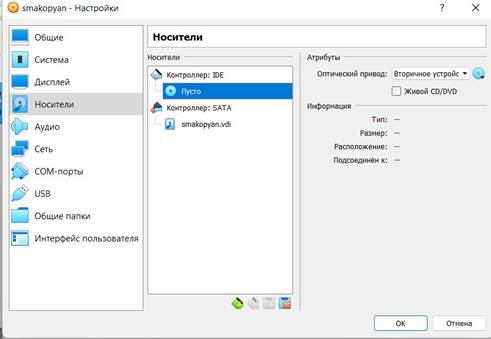 smakopyan - Настройки
? ×
Общие
Система
Дисплей
Носители
Аудио
Сеть
COM-порты
USB
Общие папки
Интерфейс пользователя
Носители
Носители
Контроллер: IDE
Пусто
Контроллер: SATA
smakopyan.vdi
Атрибуты
Оптический привод: Вторичное устройс
Живой CD/DVD
Информация
Тип: --
Размер: --
Расположение: --
Подсоединён к: --
OK
Отмена